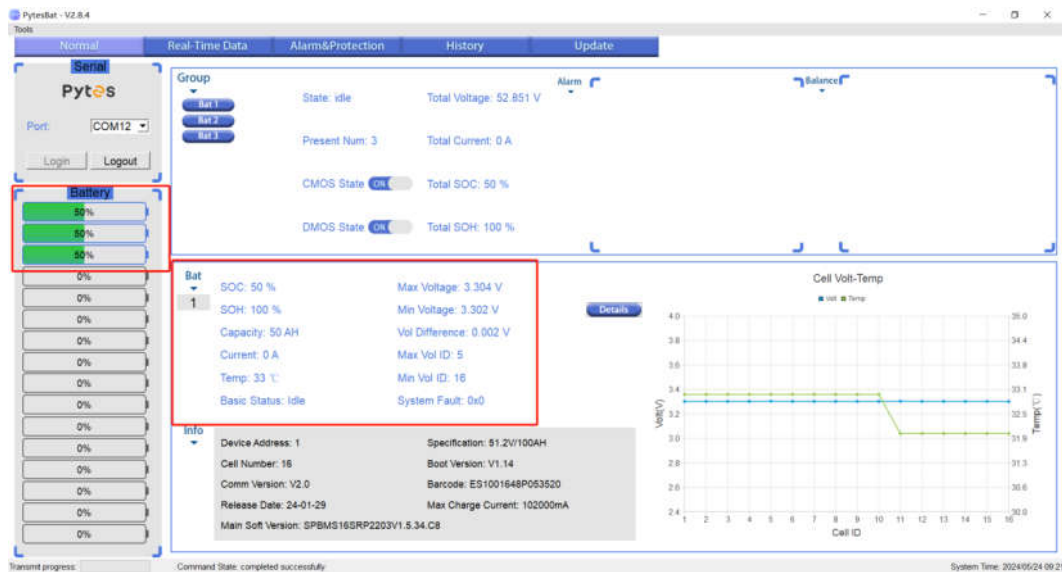 PytesBat - V2.8.4
Tools
Normal Real-Time Data Alarm&Protection History Update
Serial
Pytes
Port: COM12
Login Logout
Battery
50%
50%
50%
0%
0%
0%
0%
0%
0%
0%
0%
0%
0%
0%
0%
0%
Group
Bat 1
Bat 2
Bat 3
State: idle Total Voltage: 52.851 V
Present Num: 3 Total Current: 0 A
CMOS State ON Total SOC: 50 %
DMOS State ON Total SOH: 100 %
Alarm
Balance
Bat
1
SOC: 50 % Max Voltage: 3.304 V
SOH: 100 % Min Voltage: 3.302 V
Capacity: 50 AH Vol Difference: 0.002 V
Current: 0 A Max Vol ID: 5
Temp: 33 ℃ Min Vol ID: 16
Basic Status: Idle System Fault: 0x0
Details
Info
Device Address: 1 Specification: 51.2V/100AH
Cell Number: 16 Boot Version: V1.14
Comm Version: V2.0 Barcode: ES1001648P053520
Release Date: 24-01-29 Max Charge Current: 102000mA
Main Soft Version: SPBMS16SRP2203V1.5.34.C8
Cell Volt-Temp
Volt Temp
4.0 35.0
3.8 34.4
3.6 33.8
3.4 33.1
3.2 32.5
3.0 31.9
2.8 31.3
2.6 30.6
2.4 30.0
Volt(V)
Temp(℃)
1 2 3 4 5 6 7 8 9 10 11 12 13 14 15 16
Cell ID
Transmit progress: Command State: completed successfully System Time: 2024/05/24 09:2